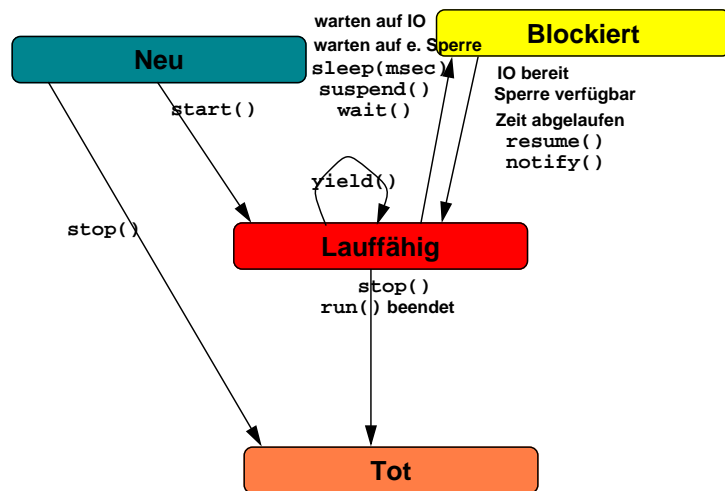 warten auf IO
warten auf e. Sperre
sleep(msec)
suspend()
wait()
Blockiert
Neu
IO bereit
Sperre verfügbar
Zeit abgelaufen
resume()
notify()
start()
yield()
stop()
Lauffähig
stop()
run() beendet
Tot